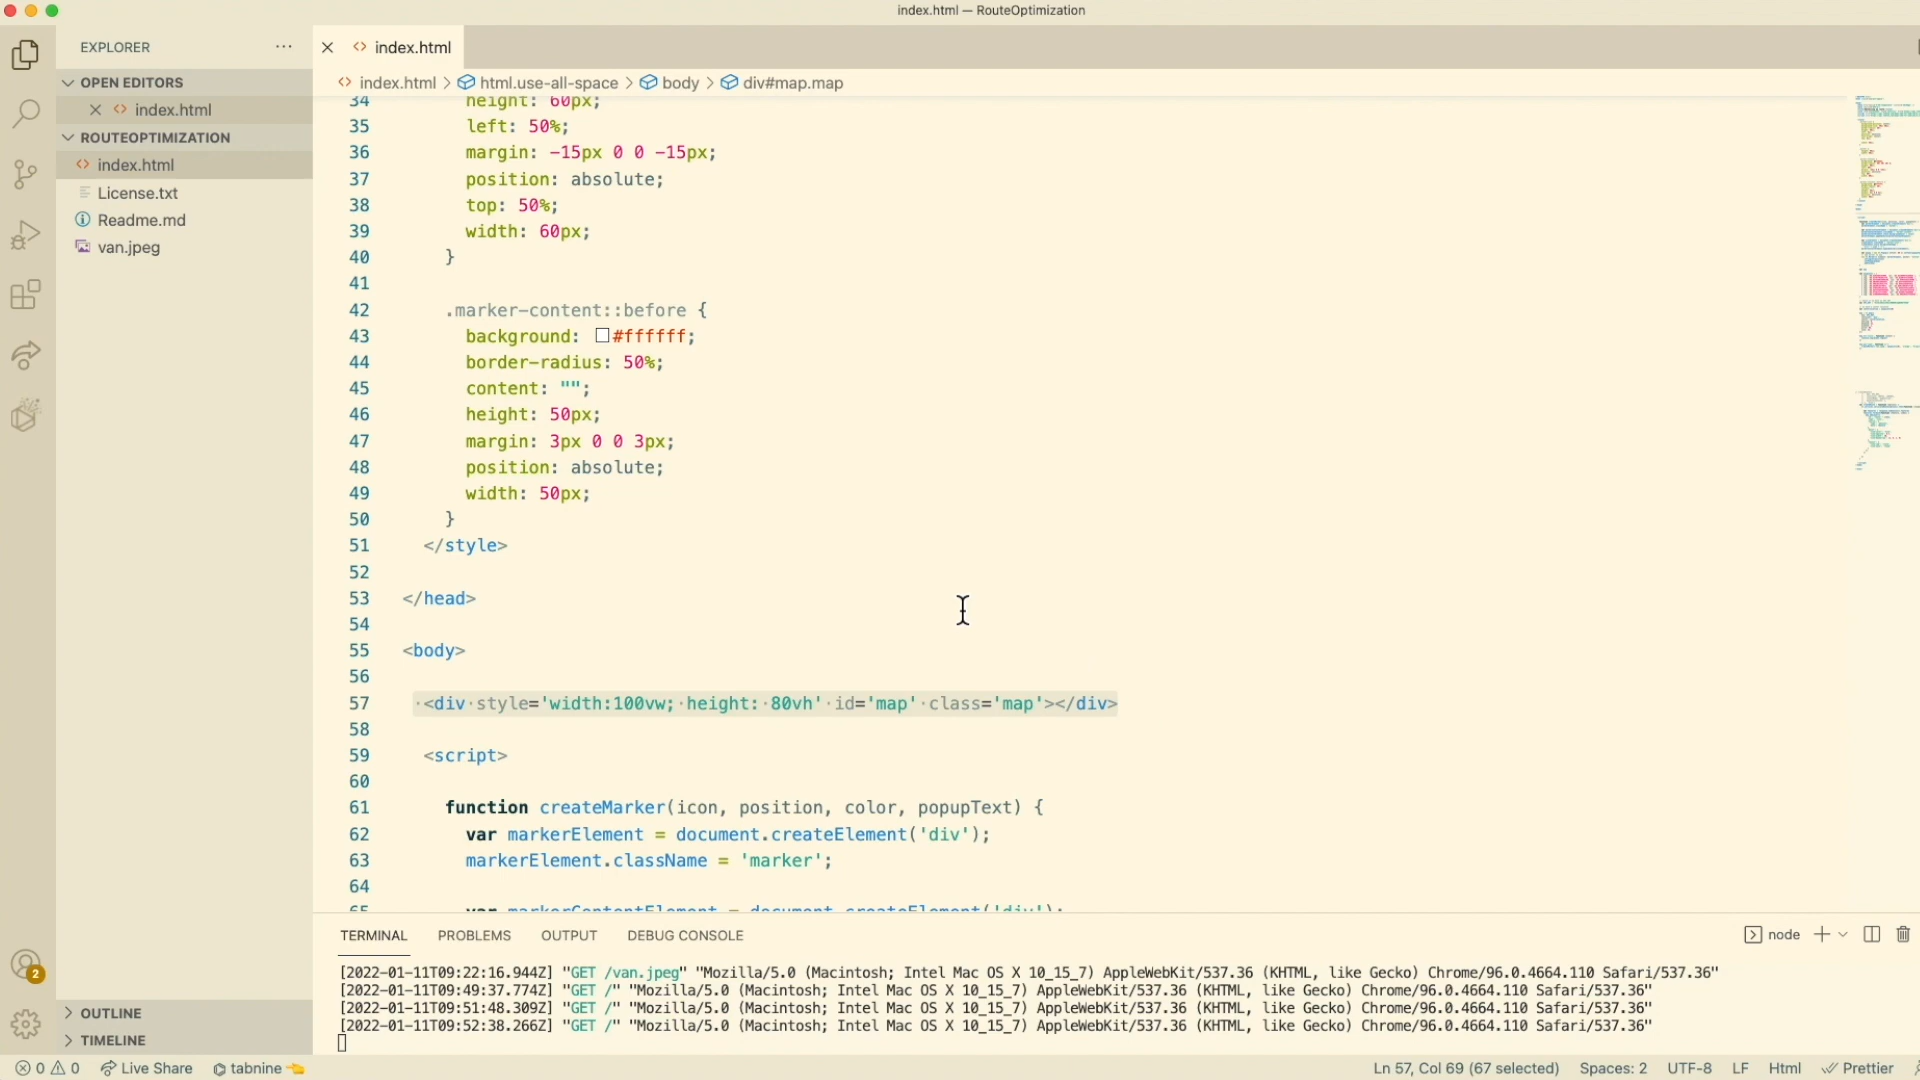 index.html — RouteOptimization
EXPLORER ···
OPEN EDITORS
index.html
ROUTEOPTIMIZATION
index.html
License.txt
Readme.md
van.jpeg
OUTLINE
TIMELINE
2
index.html
index.html > html.use-all-space > body > div#map.map
34 height: 60px;
35 left: 50%;
36 margin: -15px 0 0 -15px;
37 position: absolute;
38 top: 50%;
39 width: 60px;
40 }
41
42 .marker-content::before {
43 background: #ffffff;
44 border-radius: 50%;
45 content: "";
46 height: 50px;
47 margin: 3px 0 0 3px;
48 position: absolute;
49 width: 50px;
50 }
51 </style>
52
53 </head>
54
55 <body>
56
57 ·<div·style='width:100vw;·height:·80vh'·id='map'·class='map'></div>
58
59 <script>
60
61 function createMarker(icon, position, color, popupText) {
62 var markerElement = document.createElement('div');
63 markerElement.className = 'marker';
64
65 var markerContentElement = document.createElement('div');
TERMINAL PROBLEMS OUTPUT DEBUG CONSOLE node
[2022-01-11T09:22:16.944Z] "GET /van.jpeg" "Mozilla/5.0 (Macintosh; Intel Mac OS X 10_15_7) AppleWebKit/537.36 (KHTML, like Gecko) Chrome/96.0.4664.110 Safari/537.36"
[2022-01-11T09:49:37.774Z] "GET /" "Mozilla/5.0 (Macintosh; Intel Mac OS X 10_15_7) AppleWebKit/537.36 (KHTML, like Gecko) Chrome/96.0.4664.110 Safari/537.36"
[2022-01-11T09:51:48.309Z] "GET /" "Mozilla/5.0 (Macintosh; Intel Mac OS X 10_15_7) AppleWebKit/537.36 (KHTML, like Gecko) Chrome/96.0.4664.110 Safari/537.36"
[2022-01-11T09:52:38.266Z] "GET /" "Mozilla/5.0 (Macintosh; Intel Mac OS X 10_15_7) AppleWebKit/537.36 (KHTML, like Gecko) Chrome/96.0.4664.110 Safari/537.36"
0 0 Live Share tabnine Ln 57, Col 69 (67 selected) Spaces: 2 UTF-8 LF Html Prettier